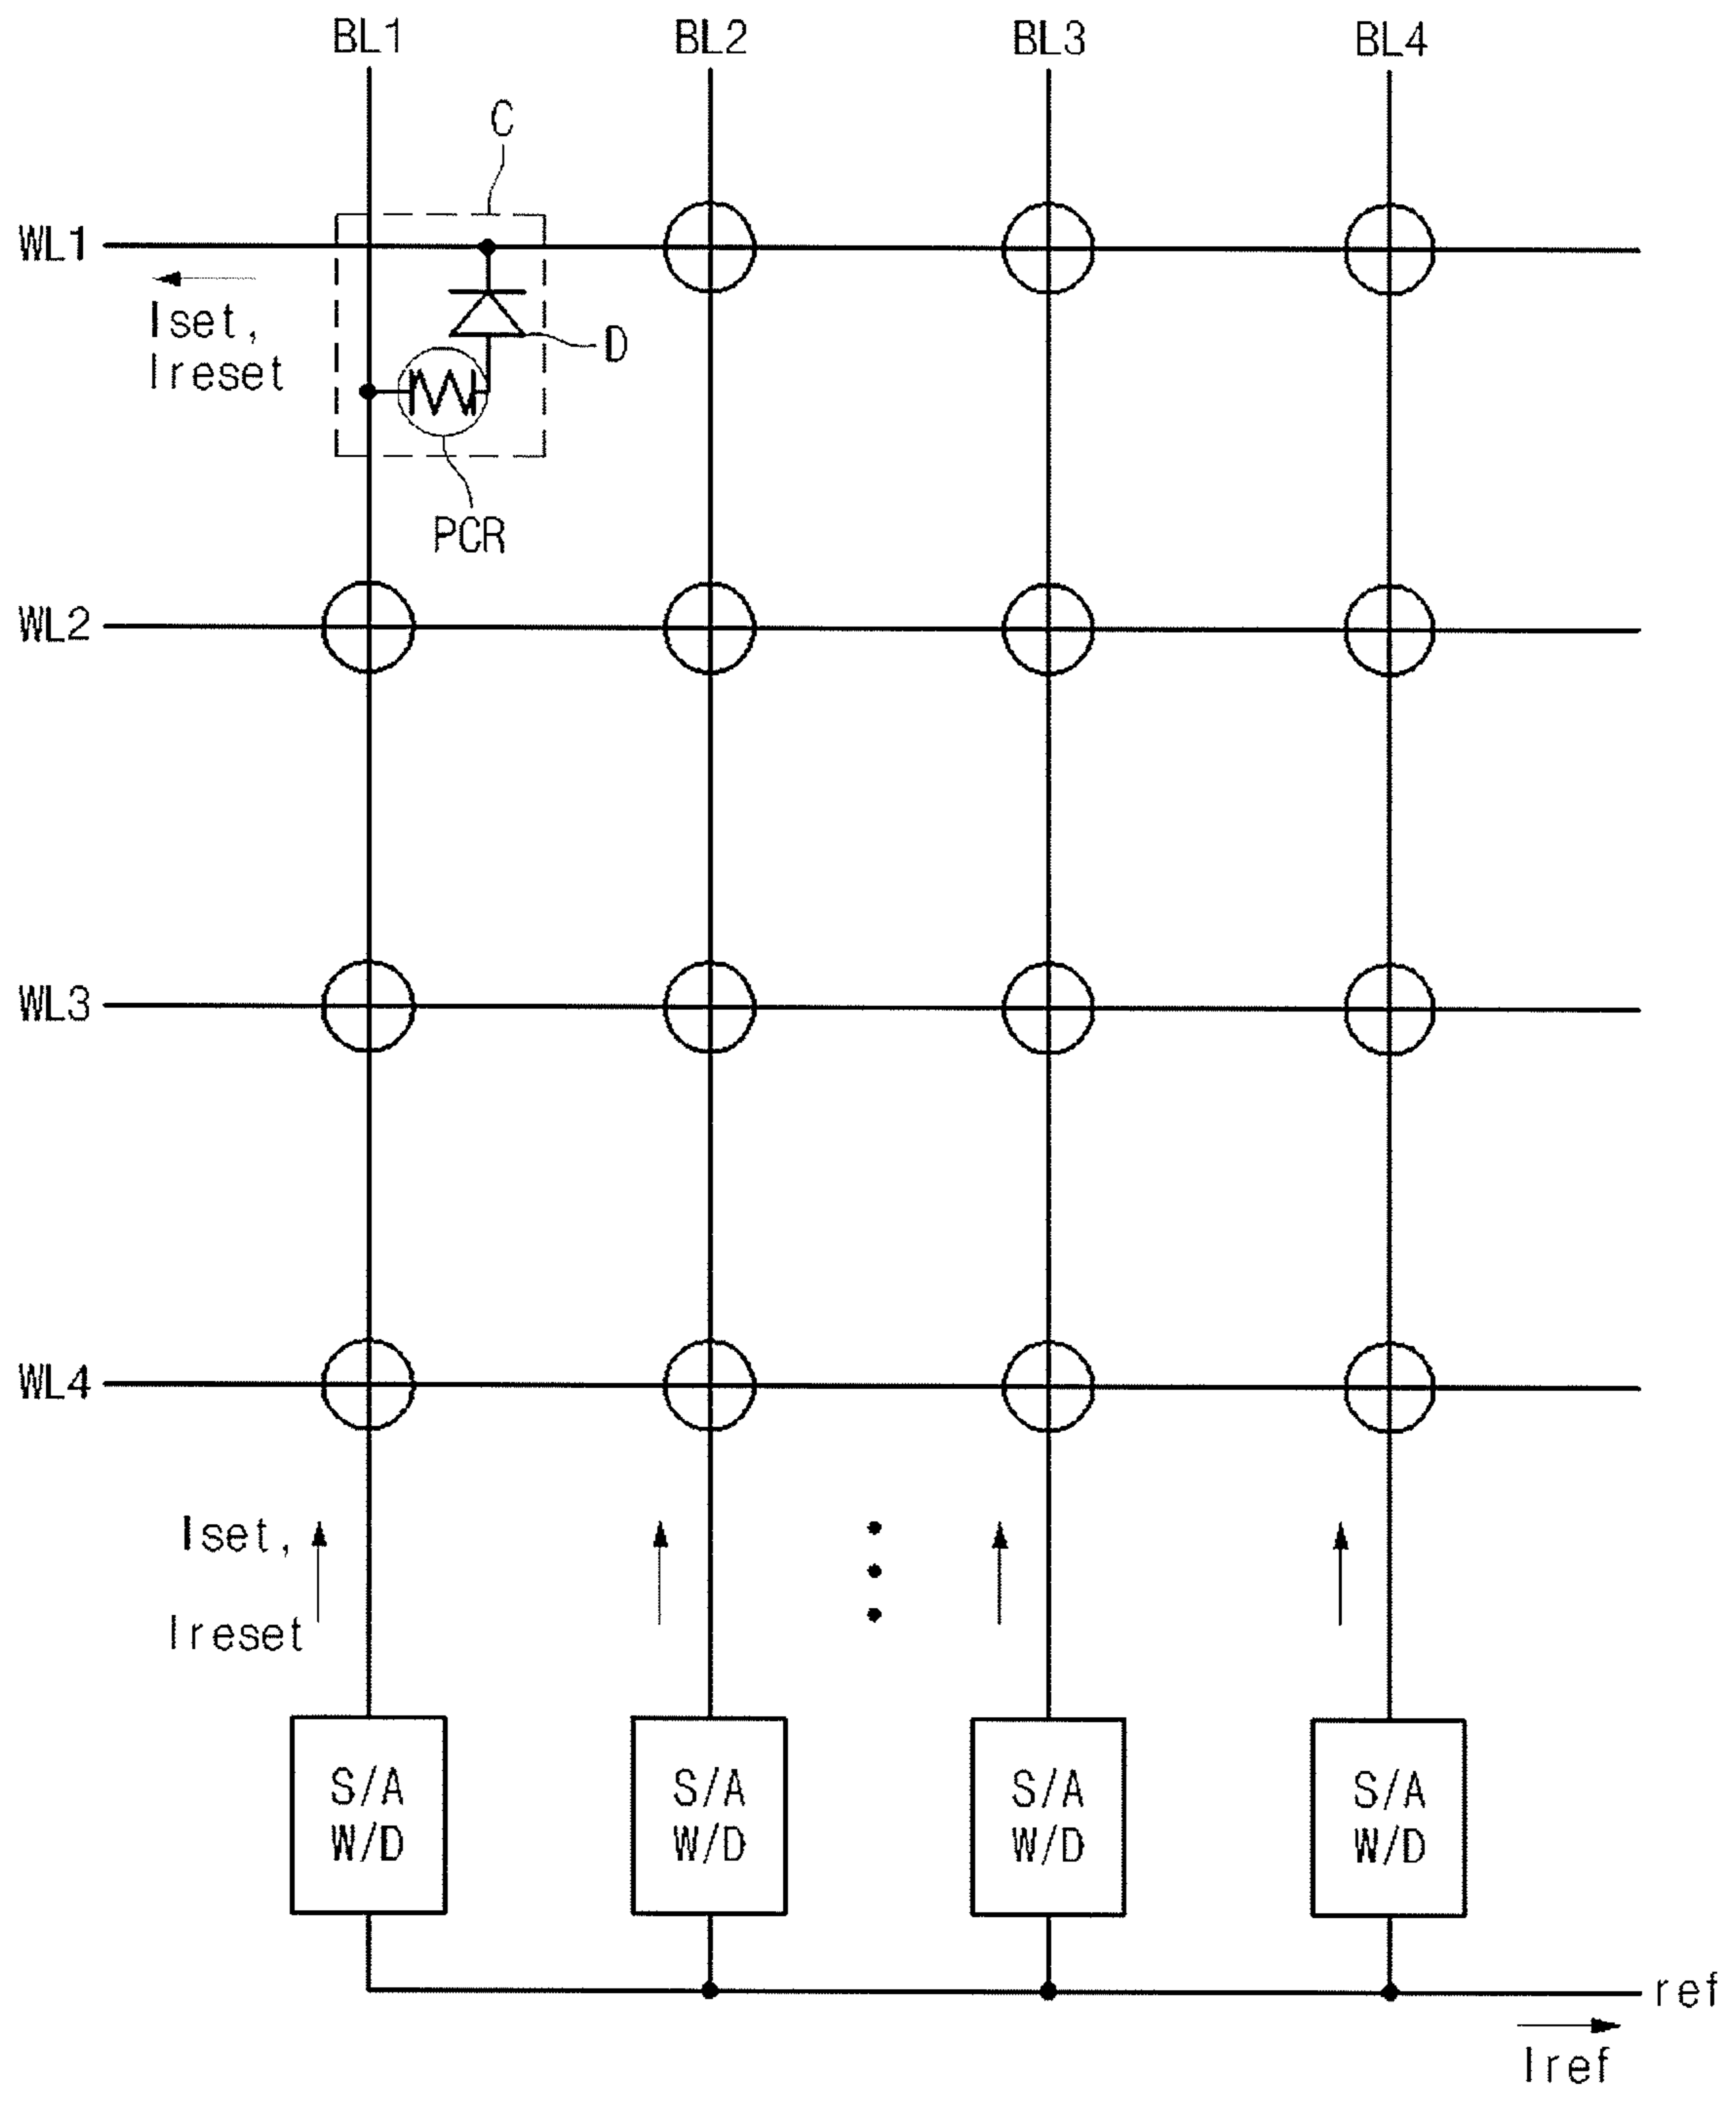 BL1 BL2 BL3 BL4
C
WL1
Iset,
Ireset
D
PCR
WL2
WL3
WL4
Iset,
Ireset
S/A S/A S/A S/A
W/D W/D W/D W/D
ref
Iref